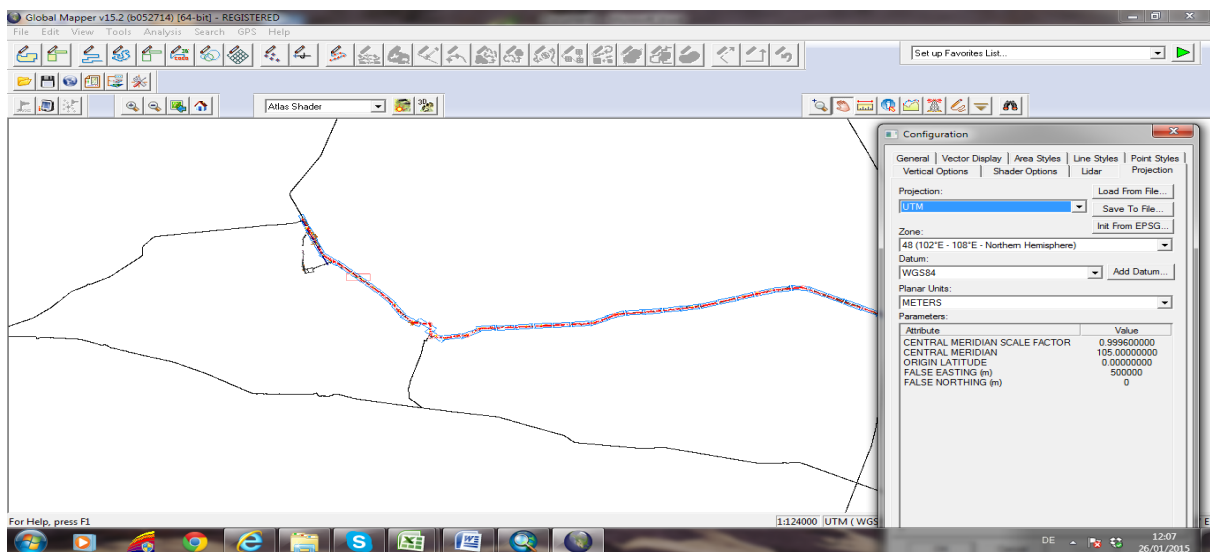 Global Mapper v15.2 (b052714) [64-bit] - REGISTERED
File Edit View Tools Analysis Search GPS Help
Set up Favorites List...
Atlas Shader
Configuration
General Vector Display Area Styles Line Styles Point Styles
Vertical Options Shader Options Lidar Projection
Projection:
Load From File...
UTM
Save To File...
Init From EPSG...
Zone:
48 (102°E - 108°E - Northern Hemisphere)
Datum:
WGS84
Add Datum...
Planar Units:
METERS
Parameters:
Attribute Value
CENTRAL MERIDIAN SCALE FACTOR 0.999600000
CENTRAL MERIDIAN 105.00000000
ORIGIN LATITUDE 0.00000000
FALSE EASTING (m) 500000
FALSE NORTHING (m) 0
For Help, press F1
1:124000 UTM ( WGS
DE
12:07
26/01/2015